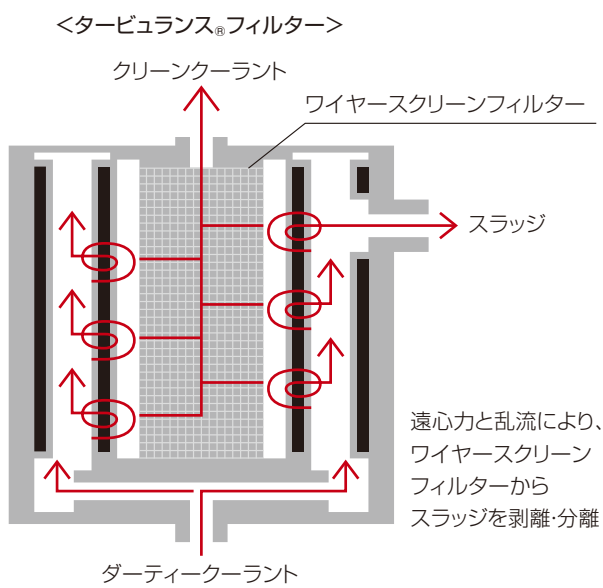 <タービュランス®フィルター>
クリーンクーラント
ワイヤースクリーンフィルター
スラッジ
遠心力と乱流により、
ワイヤースクリーン
フィルターから
スラッジを剥離・分離
ダーティークーラント